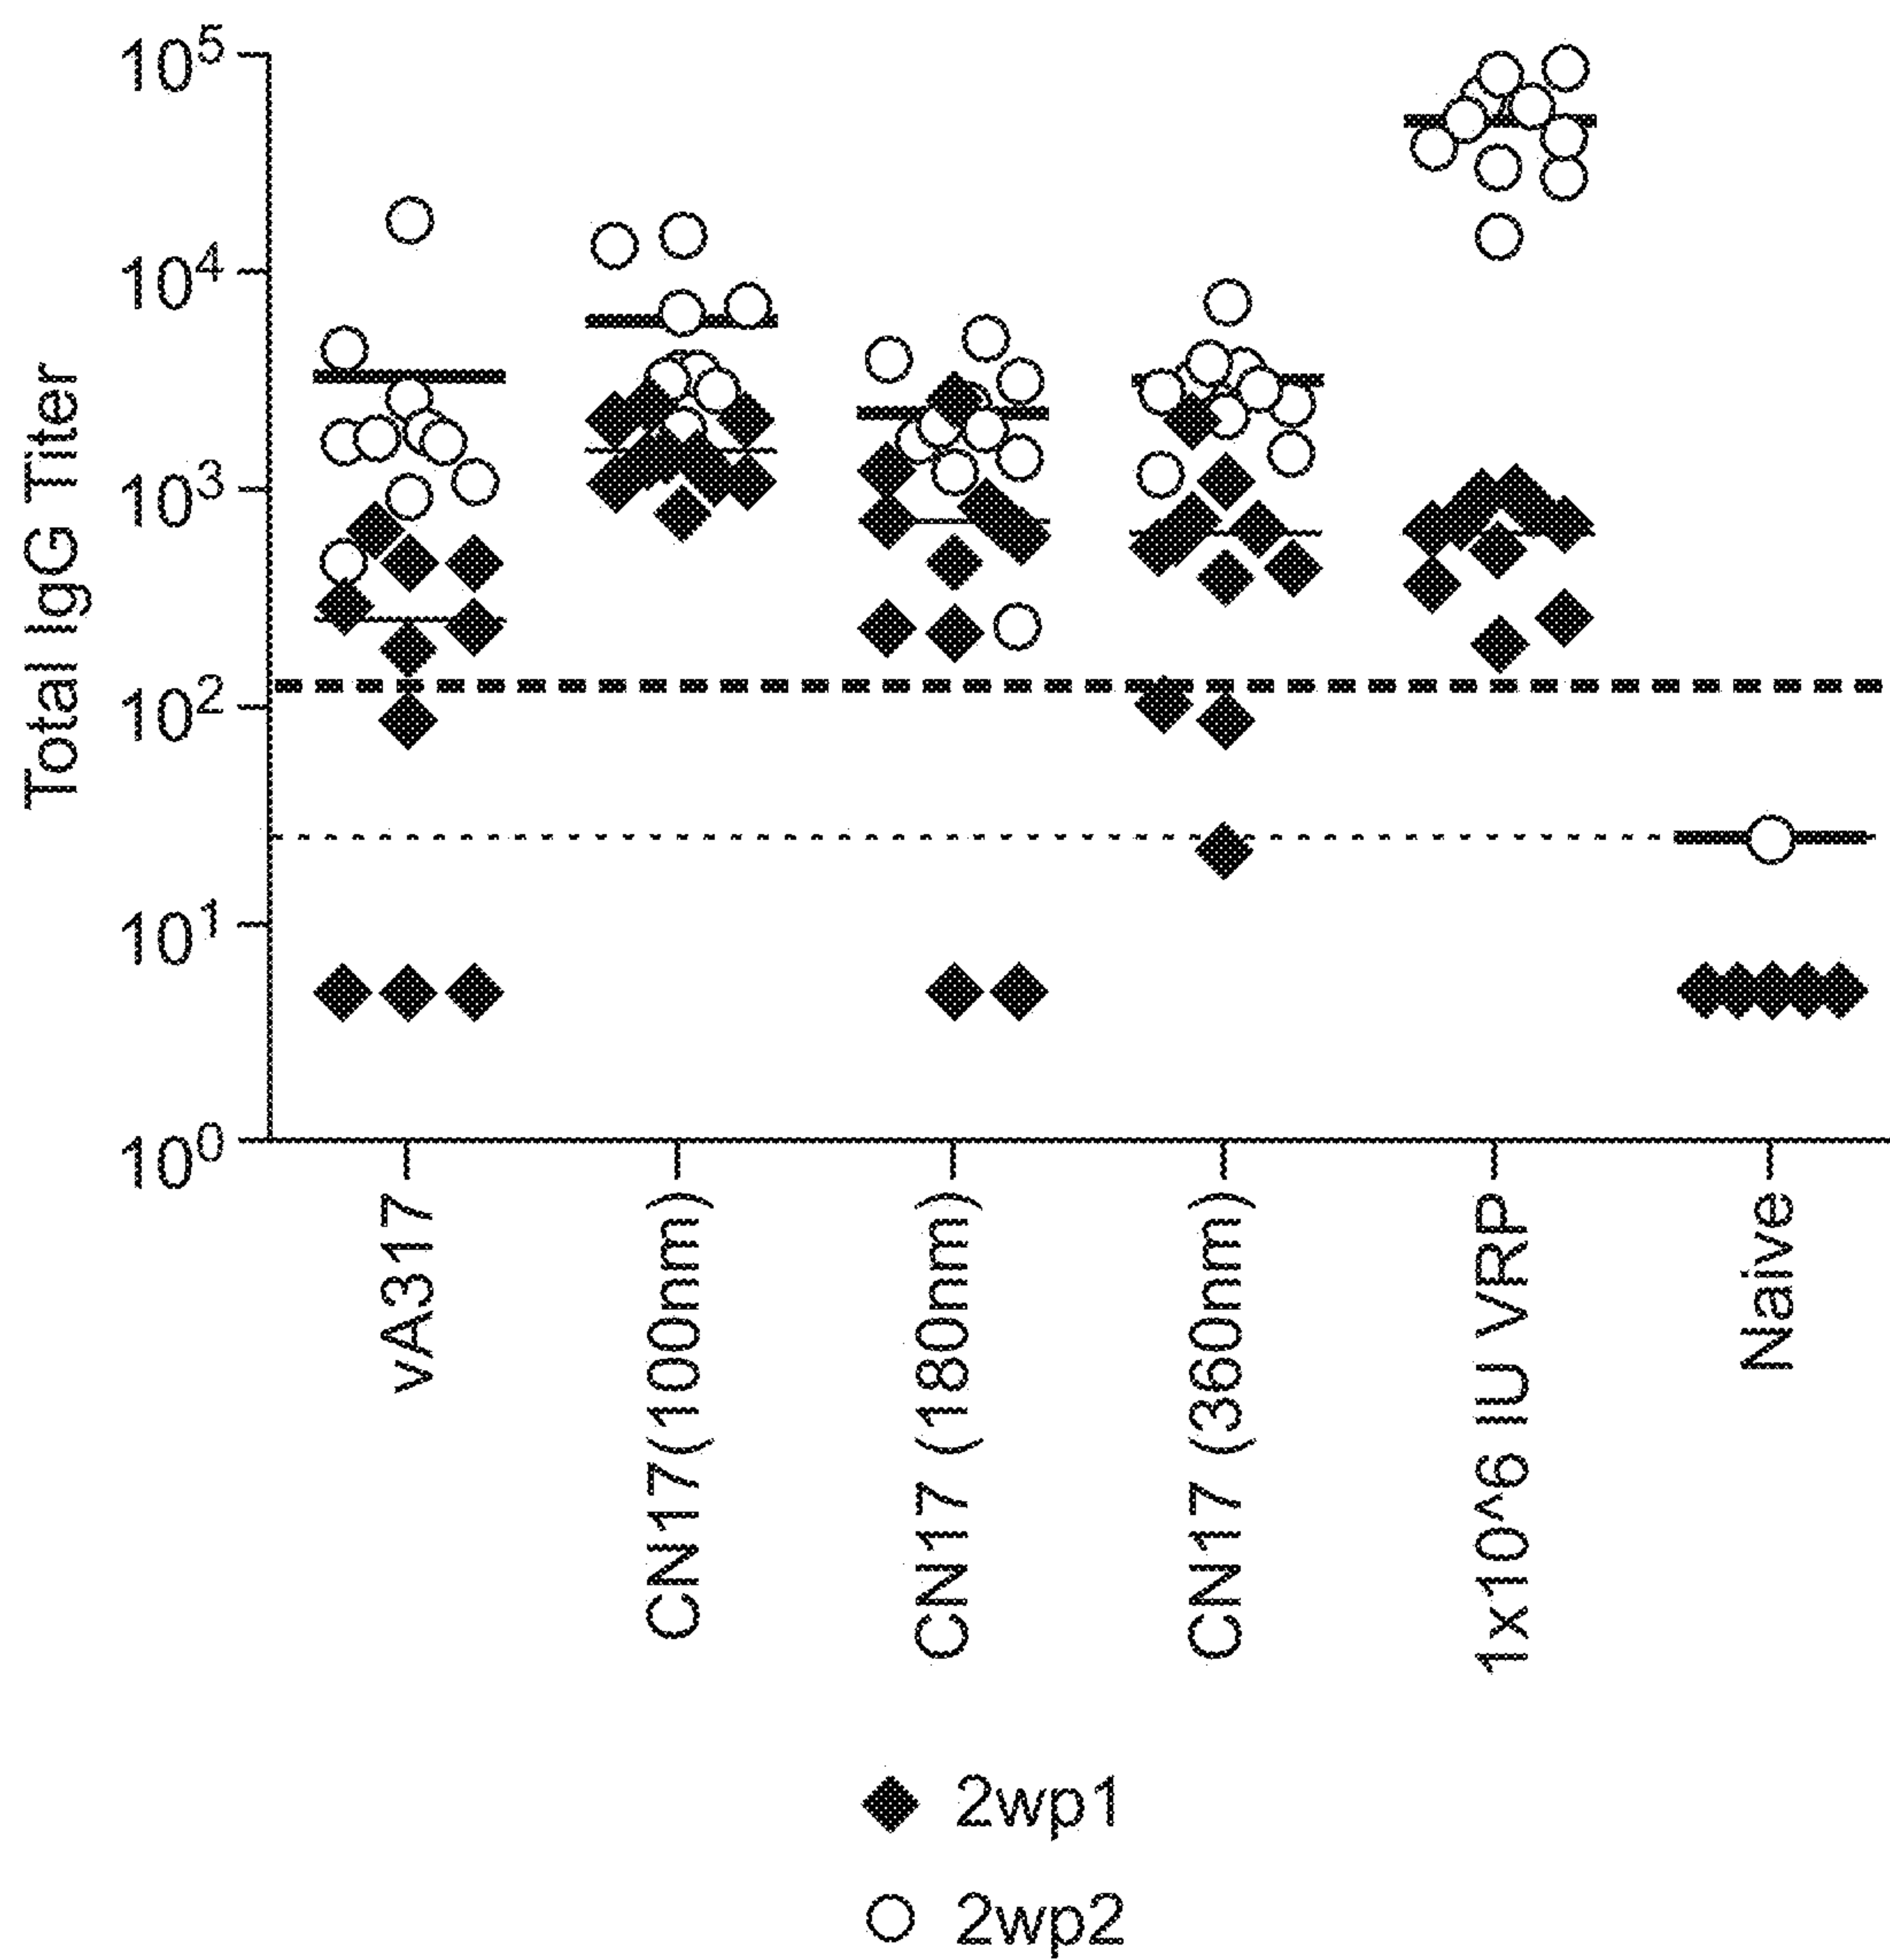 Total IgG Titer
10^5
10^4
10^3
10^2
10^1
10^0
vA317
CN17(100nm)
CN17 (180nm)
CN17 (360nm)
1x10^6 IU VRP
Naive
2wp1
2wp2